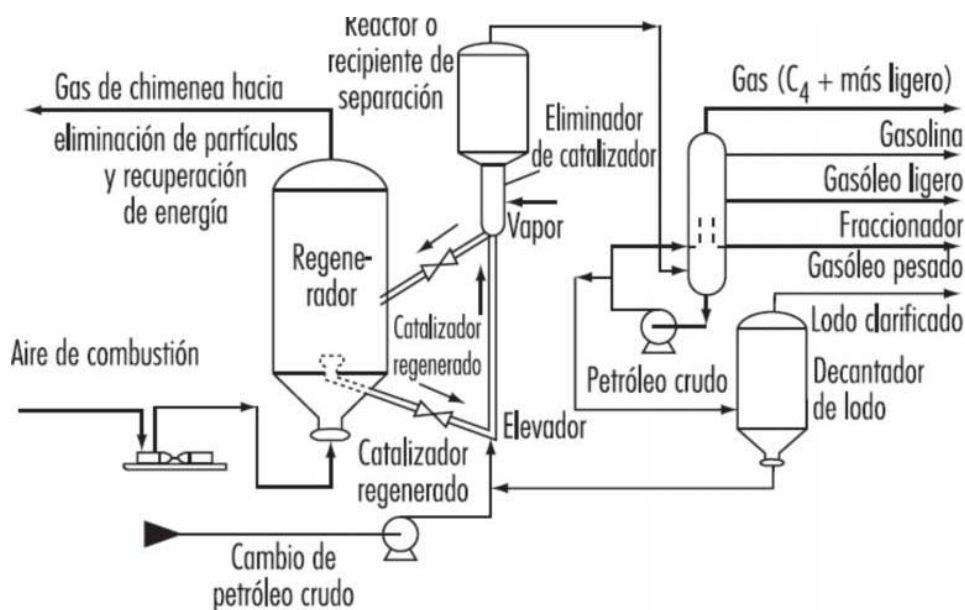 Reactor o
recipiente de
separación
Gas de chimenea hacia
eliminación de partículas
y recuperación
de energía
Eliminador
de catalizador
Vapor
Regene-
rador
Catalizador
regenerado
Aire de combustión
Elevador
Catalizador
regenerado
Cambio de
petróleo crudo
Gas (C₄ + más ligero)
Gasolina
Gasóleo ligero
Fraccionador
Gasóleo pesado
Lodo clarificado
Petróleo crudo
Decantador
de lodo